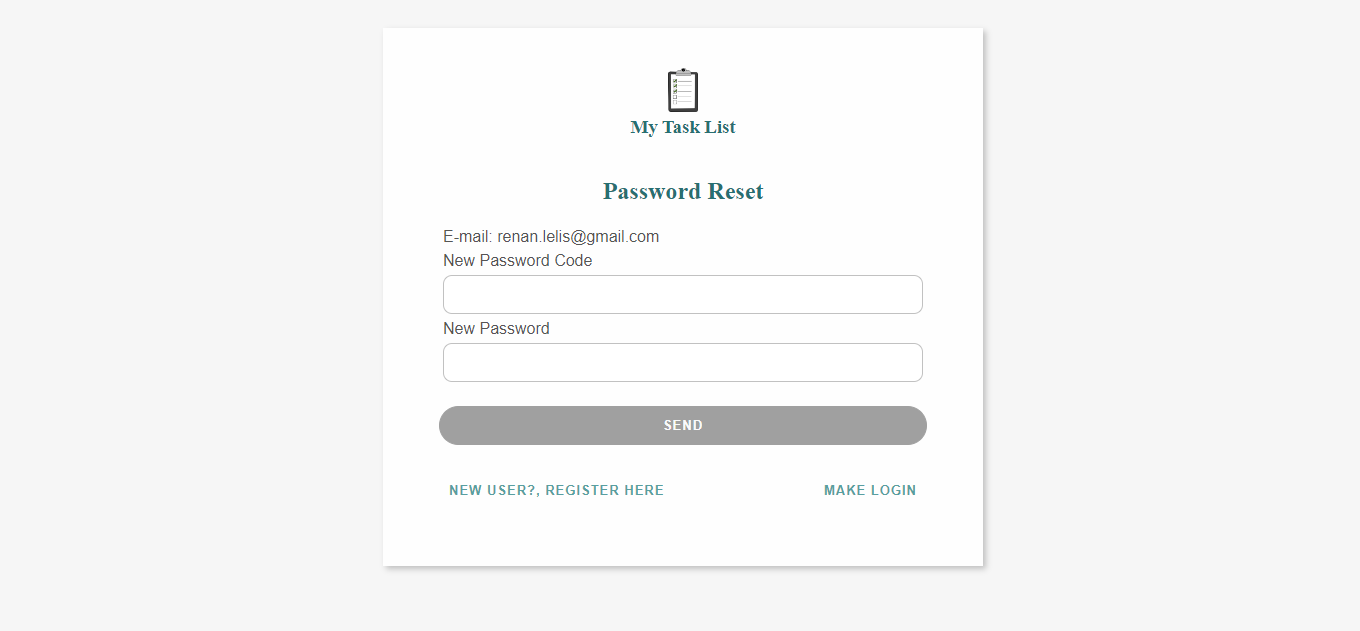 My Task List
Password Reset
E-mail: renan.lelis@gmail.com
New Password Code
New Password
SEND
NEW USER?, REGISTER HERE
MAKE LOGIN